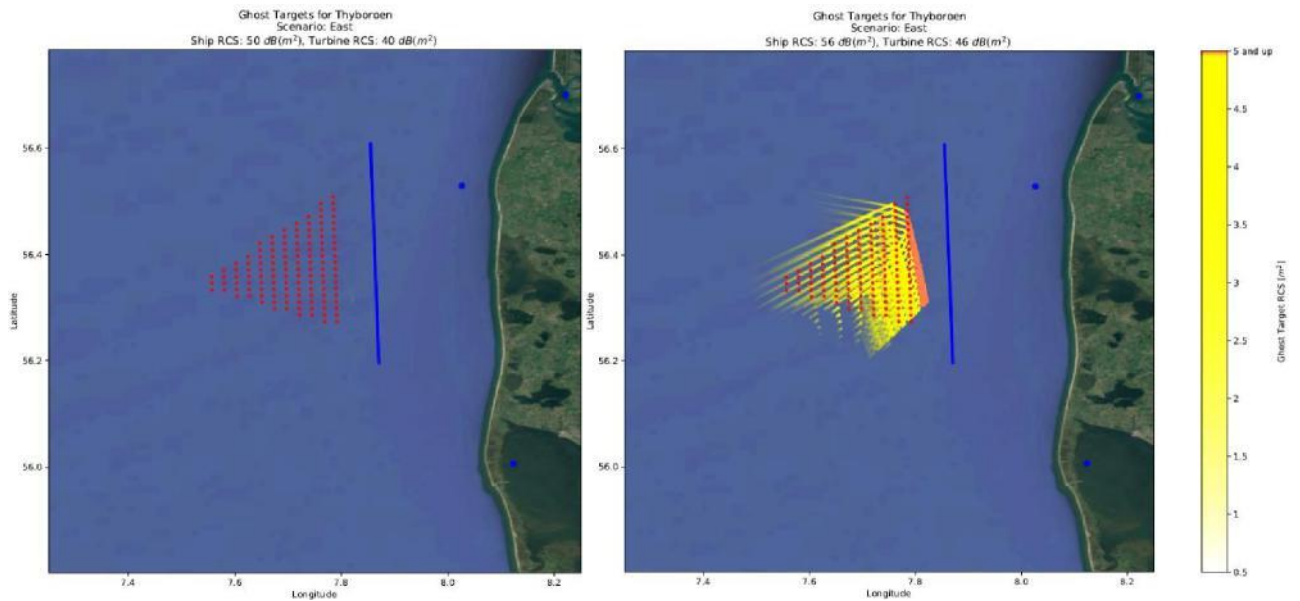 Ghost Targets for Thyboroen
Scenario: East
Ship RCS: 50 dB(m²), Turbine RCS: 40 dB(m²)
56.6
56.4
56.2
56.0
Latitude
7.4
7.6
7.8
8.0
8.2
Longitude
Ghost Targets for Thyboroen
Scenario: East
Ship RCS: 56 dB(m²), Turbine RCS: 46 dB(m²)
56.6
56.4
56.2
56.0
Latitude
7.4
7.6
7.8
8.0
8.2
Longitude
5 and up
4.5
4
3.5
3
2.5
2
1.5
1
0.5
Ghost Target RCS [m²]